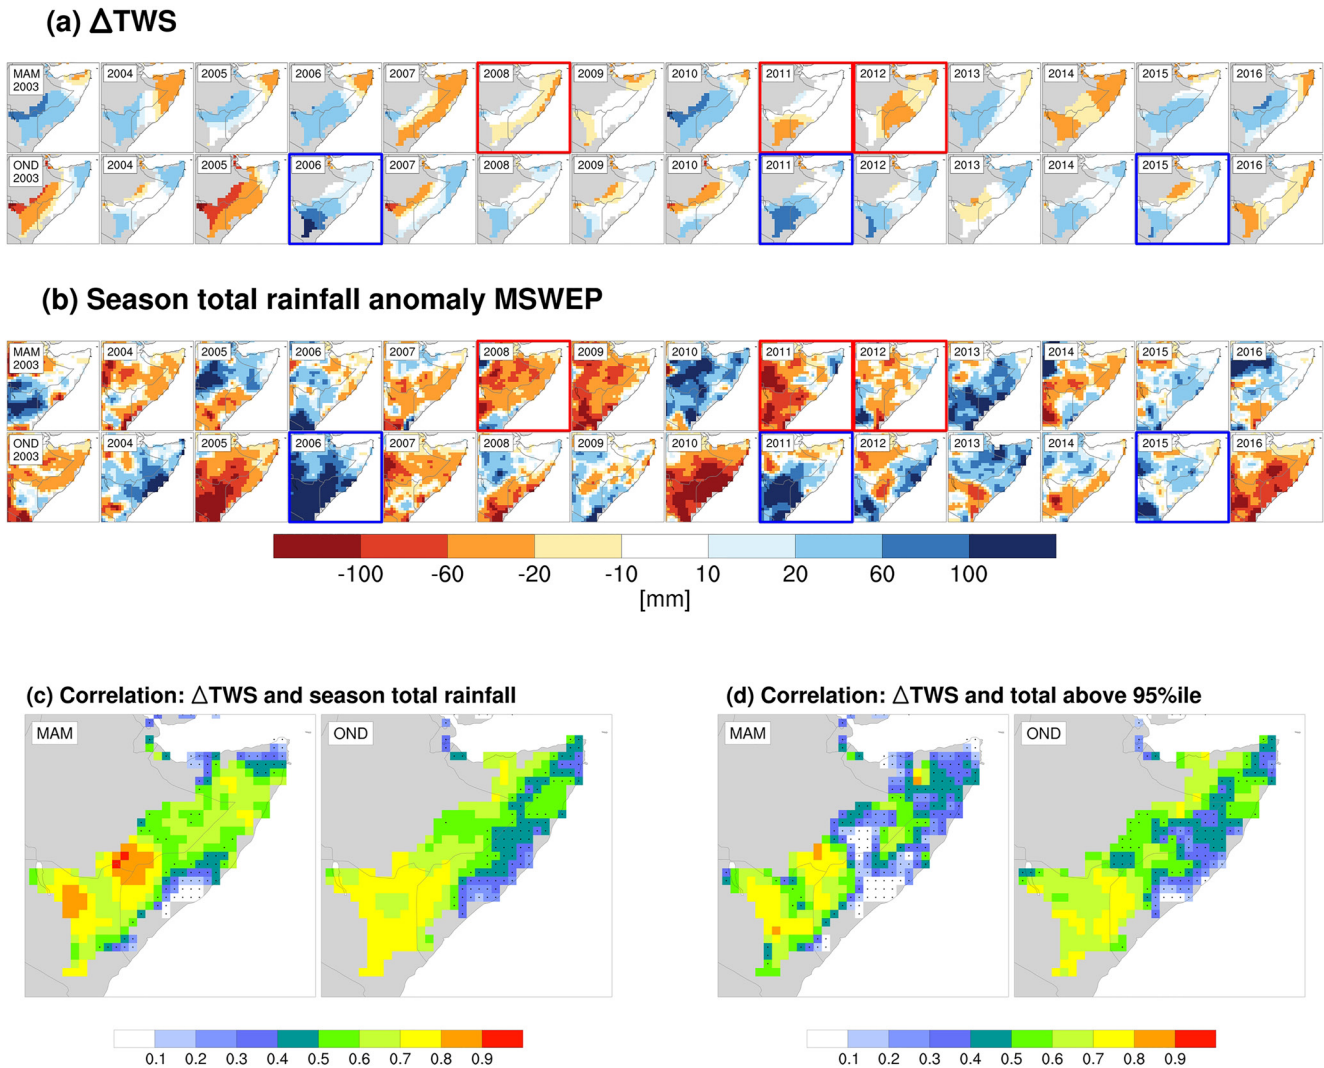 (a) △TWS
MAM 2003 2004 2005 2006 2007 2008 2009 2010 2011 2012 2013 2014 2015 2016
OND 2003 2004 2005 2006 2007 2008 2009 2010 2011 2012 2013 2014 2015 2016
(b) Season total rainfall anomaly MSWEP
MAM 2003 2004 2005 2006 2007 2008 2009 2010 2011 2012 2013 2014 2015 2016
OND 2003 2004 2005 2006 2007 2008 2009 2010 2011 2012 2013 2014 2015 2016
-100 -60 -20 -10 10 20 60 100
[mm]
(c) Correlation: △TWS and season total rainfall
MAM OND
0.1 0.2 0.3 0.4 0.5 0.6 0.7 0.8 0.9
(d) Correlation: △TWS and total above 95%ile
MAM OND
0.1 0.2 0.3 0.4 0.5 0.6 0.7 0.8 0.9